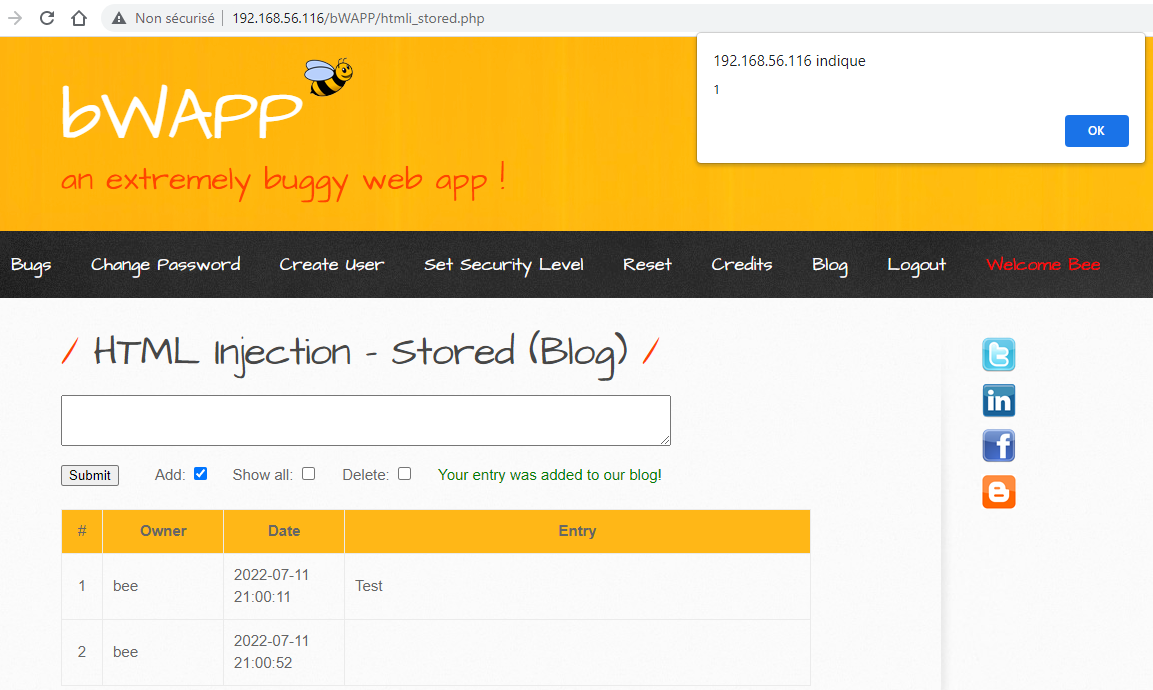 Non sécurisé | 192.168.56.116/bWAPP/htmli_stored.php
192.168.56.116 indique
1
OK
bWAPP
an extremely buggy web app !
Bugs Change Password Create User Set Security Level Reset Credits Blog Logout Welcome Bee
/ HTML Injection - Stored (Blog) /
Submit Add: Show all: Delete: Your entry was added to our blog!
# Owner Date Entry
1 bee 2022-07-11 21:00:11 Test
2 bee 2022-07-11 21:00:52